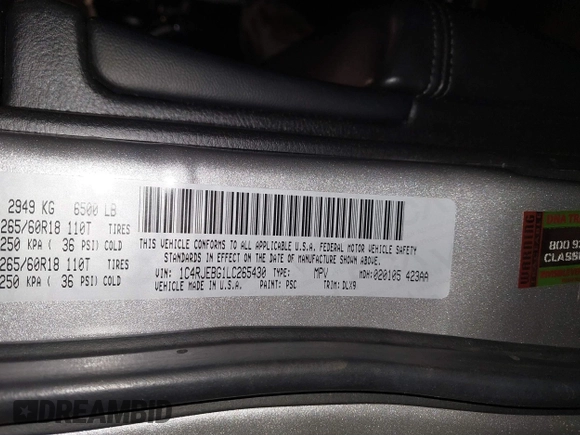 2949 KG 6500 LB
265/60R18 110T TIRES
250 KPA ( 36 PSI) COLD
265/60R18 110T TIRES
250 KPA ( 36 PSI) COLD
THIS VEHICLE CONFORMS TO ALL APPLICABLE U.S.A. FEDERAL MOTOR VEHICLE SAFETY
STANDARDS IN EFFECT ON THE DATE OF MANUFACTURE SHOWN ABOVE.
VIN: 1C4RJEBG1LC265430 TYPE: MPV MDH:020105 423AA
VEHICLE MADE IN U.S.A. PAINT: PSC TRIM: DLX9
WARNING
800 92
CLASS
DREAMBID